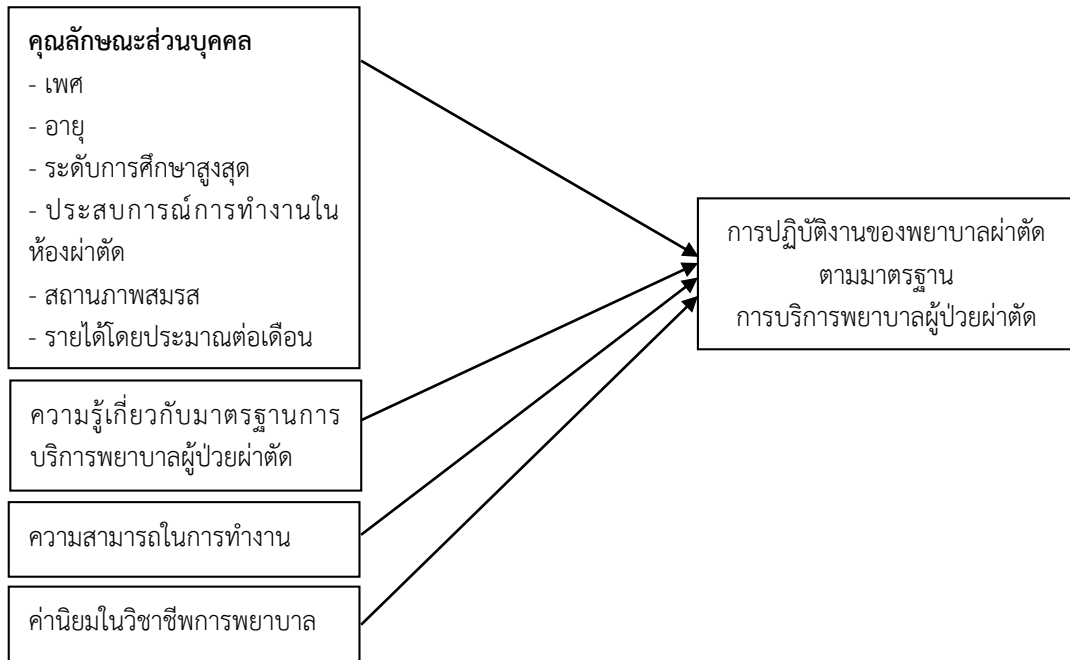 คุณลักษณะส่วนบุคคล
- เพศ
- อายุ
- ระดับการศึกษาสูงสุด
- ประสบการณ์การทำงานใน
ห้องผ่าตัด
- สถานภาพสมรส
- รายได้โดยประมาณต่อเดือน
ความรู้เกี่ยวกับมาตรฐานการ
บริการพยาบาลผู้ป่วยผ่าตัด
ความสามารถในการทำงาน
ค่านิยมในวิชาชีพการพยาบาล
การปฏิบัติงานของพยาบาลผ่าตัด
ตามมาตรฐาน
การบริการพยาบาลผู้ป่วยผ่าตัด